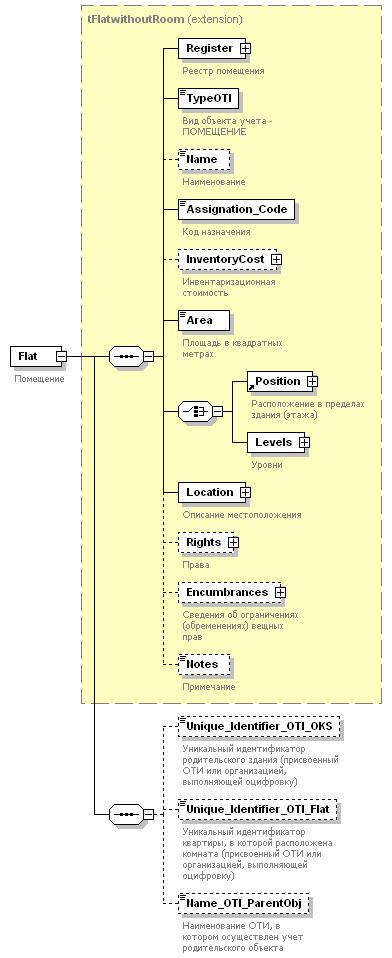 tFlatwithoutRoom (extension)
Register
Реестр помещения
TypeOTI
Вид объекта учета -
ПОМЕЩЕНИЕ
Name
Наименование
Assignation_Code
Код назначения
InventoryCost
Инвентаризационная
стоимость
Area
Площадь в квадратных
метрах
Flat
Помещение
Position
Расположение в пределах
здания (этажа)
Levels
Уровни
Location
Описание местоположения
Rights
Права
Encumbrances
Сведения об ограничениях
(обременениях) вещных
прав
Notes
Примечание
Unique_Identifier_OTI_OKS
Уникальный идентификатор
родительского здания (присвоенный
ОТИ или организацией,
выполняющей оцифровку)
Unique_Identifier_OTI_Flat
Уникальный идентификатор
квартиры, в которой расположена
комната (присвоенный ОТИ или
организацией, выполняющей
оцифровку)
Name_OTI_ParentObj
Наименование ОТИ, в
котором осуществлен учет
родительского объекта